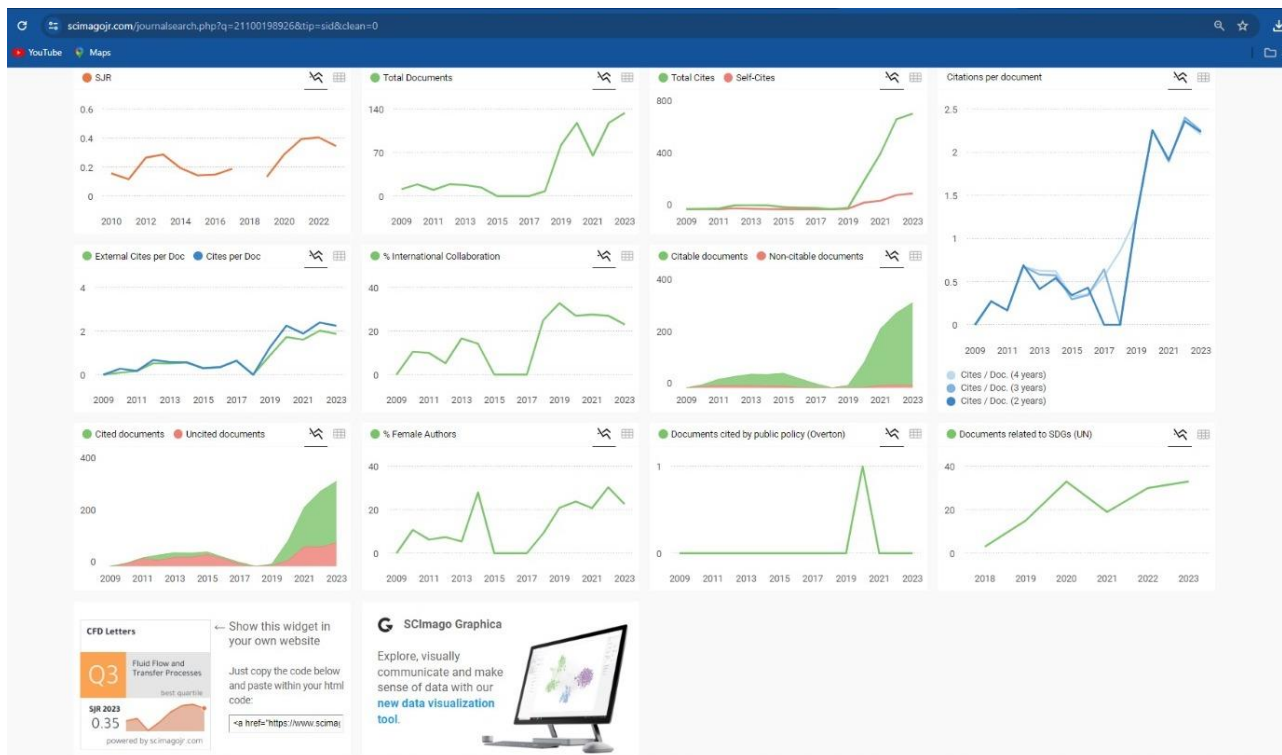 scimagojr.com/journalsearch.php?q=21100198926&tip=sid&clean=0
YouTube Maps
SJR
0.6
0.4
0.2
0
2010 2012 2014 2016 2018 2020 2022
Total Documents
140
70
0
2009 2011 2013 2015 2017 2019 2021 2023
Total Cites Self-Cites
800
400
0
2009 2011 2013 2015 2017 2019 2021 2023
Citations per document
2.5
2
1.5
1
0.5
0
2009 2011 2013 2015 2017 2019 2021 2023
Cites / Doc. (4 years)
Cites / Doc. (3 years)
Cites / Doc. (2 years)
External Cites per Doc Cites per Doc
4
2
0
2009 2011 2013 2015 2017 2019 2021 2023
% International Collaboration
40
20
0
2009 2011 2013 2015 2017 2019 2021 2023
Citable documents Non-citable documents
400
200
0
2009 2011 2013 2015 2017 2019 2021 2023
Cited documents Uncited documents
400
200
0
2009 2011 2013 2015 2017 2019 2021 2023
% Female Authors
40
20
0
2009 2011 2013 2015 2017 2019 2021 2023
Documents cited by public policy (Overton)
1
0
2009 2011 2013 2015 2017 2019 2021 2023
Documents related to SDGs (UN)
40
20
0
2018 2019 2020 2021 2022 2023
CFD Letters
Q3
Fluid Flow and
Transfer Processes
best quartile
SJR 2023
0.35
powered by scimagojr.com
← Show this widget in
your own website
Just copy the code below
and paste within your html
code:
<a href="https://www.scimag
SCImago Graphica
Explore, visually
communicate and make
sense of data with our
new data visualization
tool.